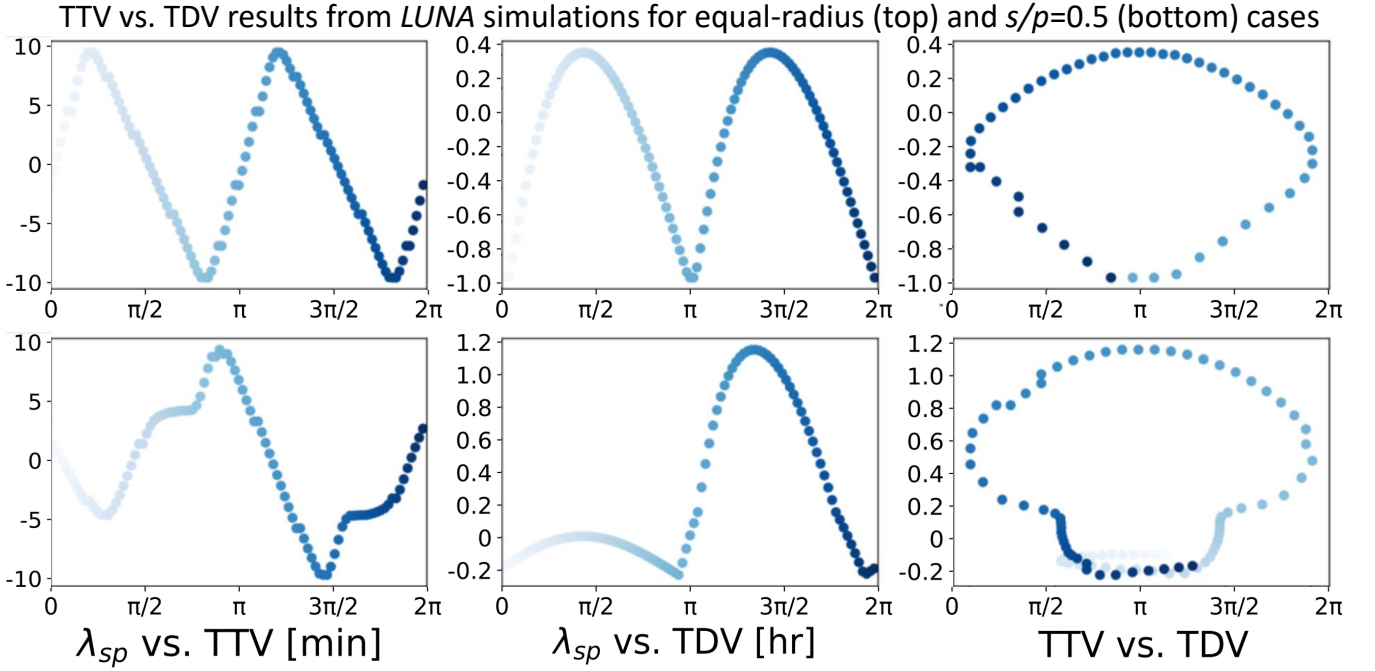 TTV vs. TDV results from LUNA simulations for equal-radius (top) and s/p=0.5 (bottom) cases
10 5 0 -5 -10
0 π/2 π 3π/2 2π
0.4 0.2 0.0 -0.2 -0.4 -0.6 -0.8 -1.0
0 π/2 π 3π/2 2π
0.4 0.2 0.0 -0.2 -0.4 -0.6 -0.8 -1.0
0 π/2 π 3π/2 2π
10 5 0 -5 -10
0 π/2 π 3π/2 2π
1.2 1.0 0.8 0.6 0.4 0.2 0 -0.2
0 π/2 π 3π/2 2π
1.2 1.0 0.8 0.6 0.4 0.2 0 -0.2
0 π/2 π 3π/2 2π
λsp vs. TTV [min]
λsp vs. TDV [hr]
TTV vs. TDV